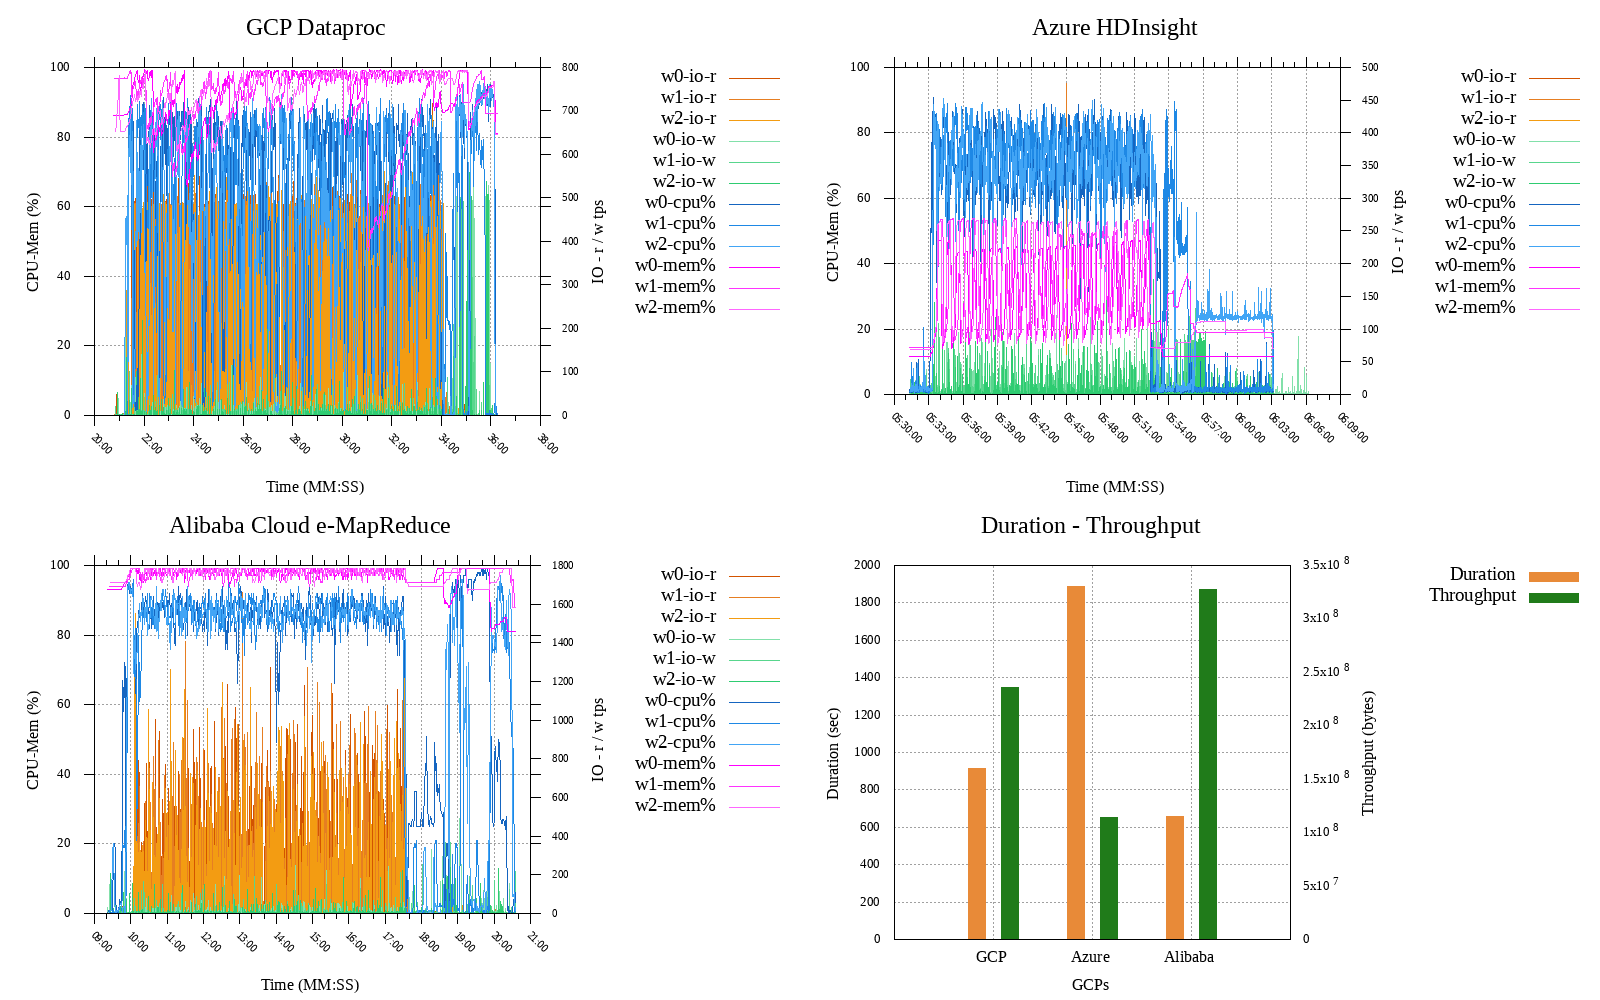 GCP Dataproc
100
80
60
40
20
0
800
700
600
500
400
300
200
100
0
20:00
22:00
24:00
26:00
28:00
30:00
32:00
34:00
36:00
38:00
CPU-Mem (%)
IO - r / w tps
Time (MM:SS)
w0-io-r
w1-io-r
w2-io-r
w0-io-w
w1-io-w
w2-io-w
w0-cpu%
w1-cpu%
w2-cpu%
w0-mem%
w1-mem%
w2-mem%
Azure HDInsight
100
80
60
40
20
0
500
450
400
350
300
250
200
150
100
50
0
05:30:00
05:33:00
05:36:00
05:39:00
05:42:00
05:45:00
05:48:00
05:51:00
05:54:00
05:57:00
06:00:00
06:03:00
06:06:00
06:09:00
CPU-Mem (%)
IO - r / w tps
Time (MM:SS)
w0-io-r
w1-io-r
w2-io-r
w0-io-w
w1-io-w
w2-io-w
w0-cpu%
w1-cpu%
w2-cpu%
w0-mem%
w1-mem%
w2-mem%
Alibaba Cloud e-MapReduce
100
80
60
40
20
0
1800
1600
1400
1200
1000
800
600
400
200
0
09:00
10:00
11:00
12:00
13:00
14:00
15:00
16:00
17:00
18:00
19:00
20:00
21:00
CPU-Mem (%)
IO - r / w tps
Time (MM:SS)
w0-io-r
w1-io-r
w2-io-r
w0-io-w
w1-io-w
w2-io-w
w0-cpu%
w1-cpu%
w2-cpu%
w0-mem%
w1-mem%
w2-mem%
Duration - Throughput
2000
1800
1600
1400
1200
1000
800
600
400
200
0
3.5x10 8
3x10 8
2.5x10 8
2x10 8
1.5x10 8
1x10 8
5x10 7
0
GCP
Azure
Alibaba
Duration (sec)
Throughput (bytes)
GCPs
Duration
Throughput